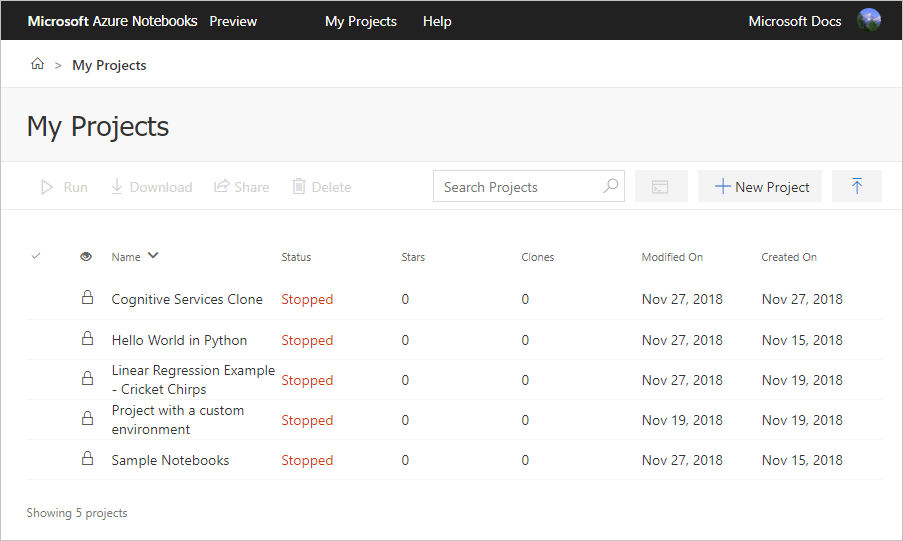 Microsoft Azure Notebooks Preview My Projects Help Microsoft Docs
> My Projects
My Projects
Run Download Share Delete Search Projects New Project
Name Status Stars Clones Modified On Created On
Cognitive Services Clone Stopped 0 0 Nov 27, 2018 Nov 27, 2018
Hello World in Python Stopped 0 0 Nov 27, 2018 Nov 15, 2018
Linear Regression Example
- Cricket Chirps Stopped 0 0 Nov 27, 2018 Nov 19, 2018
Project with a custom
environment Stopped 0 0 Nov 19, 2018 Nov 19, 2018
Sample Notebooks Stopped 0 0 Nov 27, 2018 Nov 15, 2018
Showing 5 projects